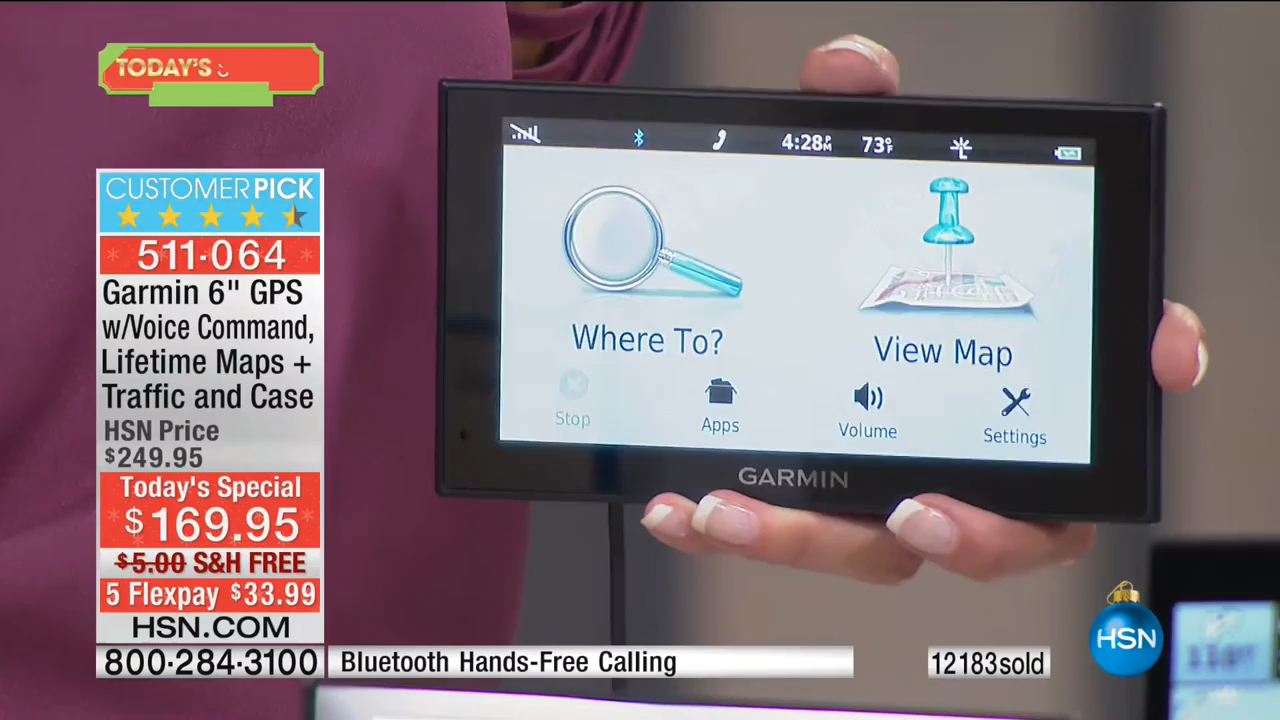 TODAY'S
CUSTOMER PICK
511·064
Garmin 6" GPS
w/Voice Command,
Lifetime Maps +
Traffic and Case
HSN Price
$249.95
Today's Special
$169.95
$5.00 S&H FREE
5 Flexpay $33.99
HSN.COM
800·284·3100
Bluetooth Hands-Free Calling
12183sold
HSN
4:28PM
73°F
Where To?
View Map
Stop
Apps
Volume
Settings
GARMIN